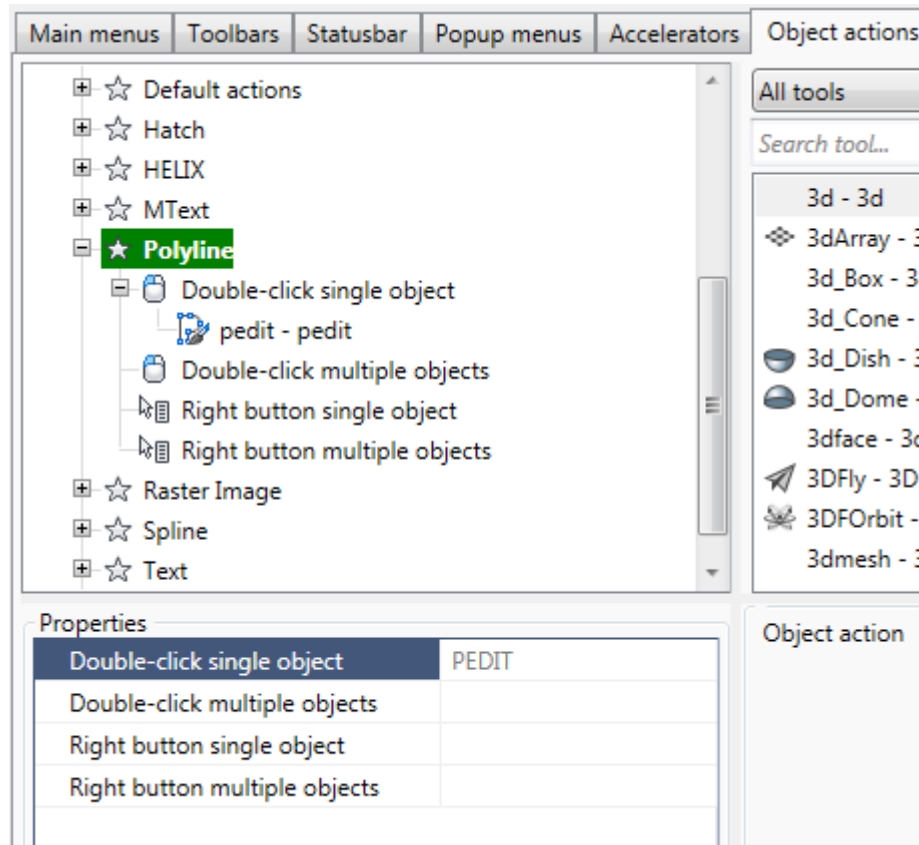 Main menus Toolbars Statusbar Popup menus Accelerators Object actions
Default actions
Hatch
HELIX
MText
Polyline
Double-click single object
pedit - pedit
Double-click multiple objects
Right button single object
Right button multiple objects
Raster Image
Spline
Text
All tools
Search tool...
3d - 3d
3dArray -
3d_Box -
3d_Cone -
3d_Dish -
3d_Dome -
3dface -
3DFly - 3D
3DFOrbit -
3dmesh -
Properties
Double-click single object PEDIT
Double-click multiple objects
Right button single object
Right button multiple objects
Object action